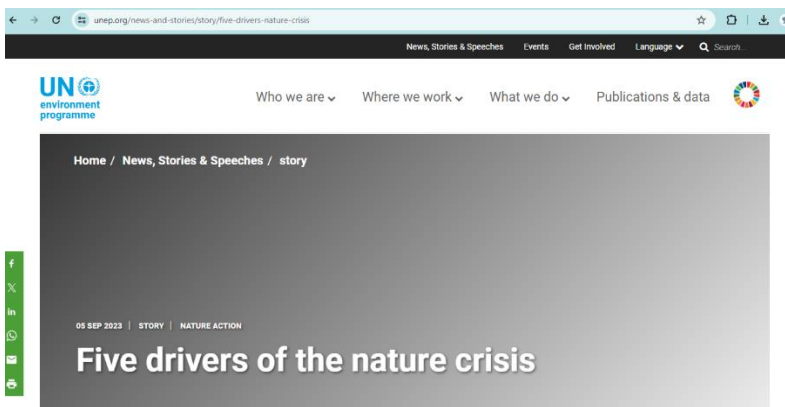 unep.org/news-and-stories/story/five-drivers-nature-crisis
News, Stories & Speeches Events Get Involved Language Search...
UN
environment
programme
Who we are Where we work What we do Publications & data
Home / News, Stories & Speeches / story
05 SEP 2023 | STORY | NATURE ACTION
Five drivers of the nature crisis